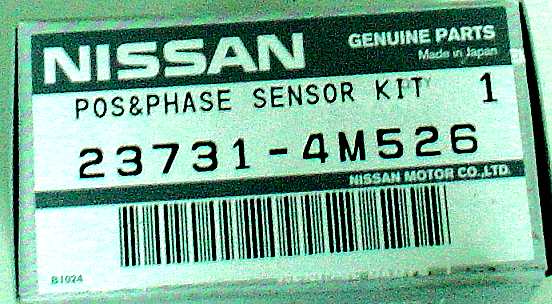 NISSAN
GENUINE PARTS
Made in Japan
POS&PHASE SENSOR KIT 1
23731-4M526
NISSAN MOTOR CO.,LTD.
B1024